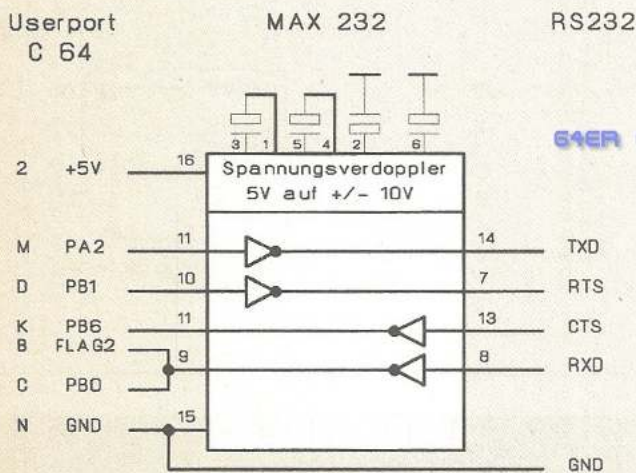 Userport MAX 232 RS232
C 64
64ER
3 1 5 4 2 6
2 +5V 16 Spannungsverdoppler
5V auf +/- 10V
M PA2 11 14 TXD
D PB1 10 7 RTS
K PB6 11 13 CTS
B FLAG2
9 8 RXD
C PB0
N GND 15
GND